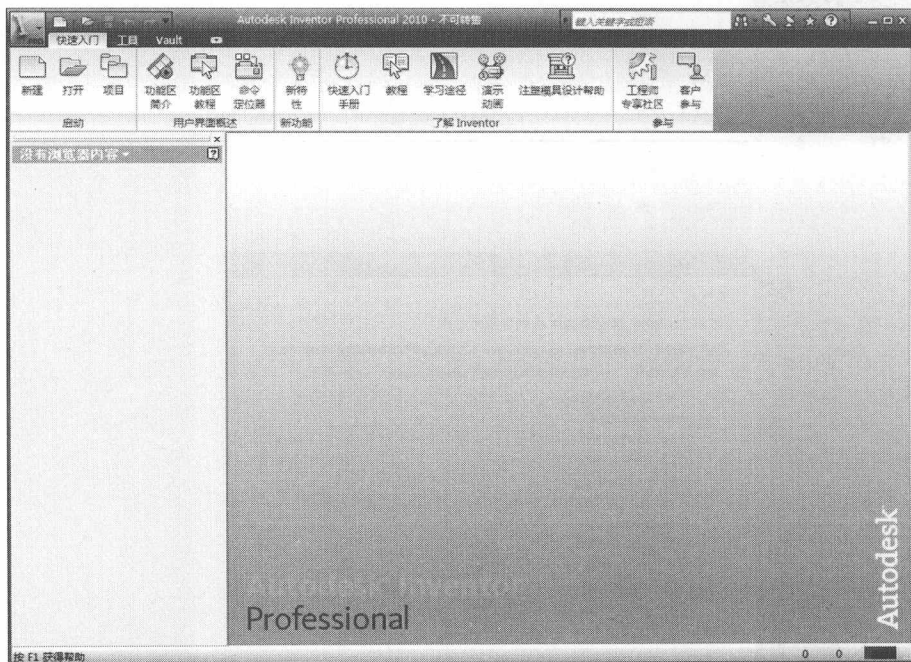 Autodesk Inventor Professional 2010 - 不可转售
键入关键字或短语
PRO 快速入门 工具 Vault
新建 打开 项目 功能区简介 功能区教程 命令定位器 新特性 快速入门手册 教程 学习途径 演示动画 注塑模具设计帮助 工程师专享社区 客户参与
启动 用户界面概述 新功能 了解 Inventor 参与
没有浏览器内容
Autodesk Inventor
Professional
Autodesk
按 F1 获得帮助 0 0